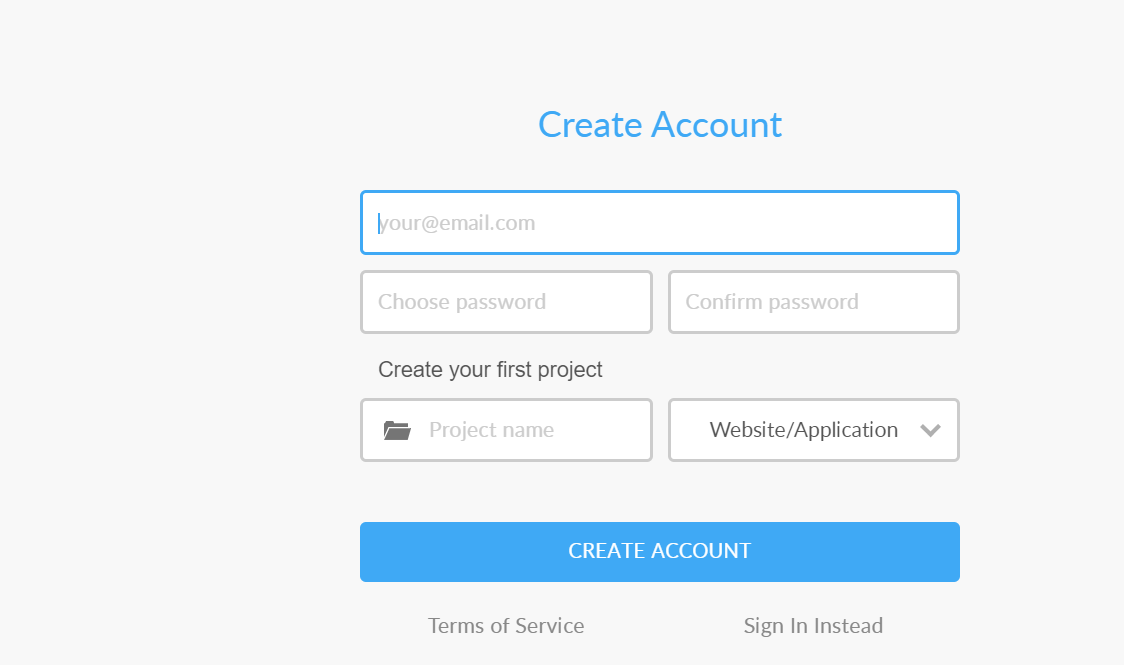 Create Account
your@email.com
Choose password Confirm password
Create your first project
Project name Website/Application
CREATE ACCOUNT
Terms of Service Sign In Instead